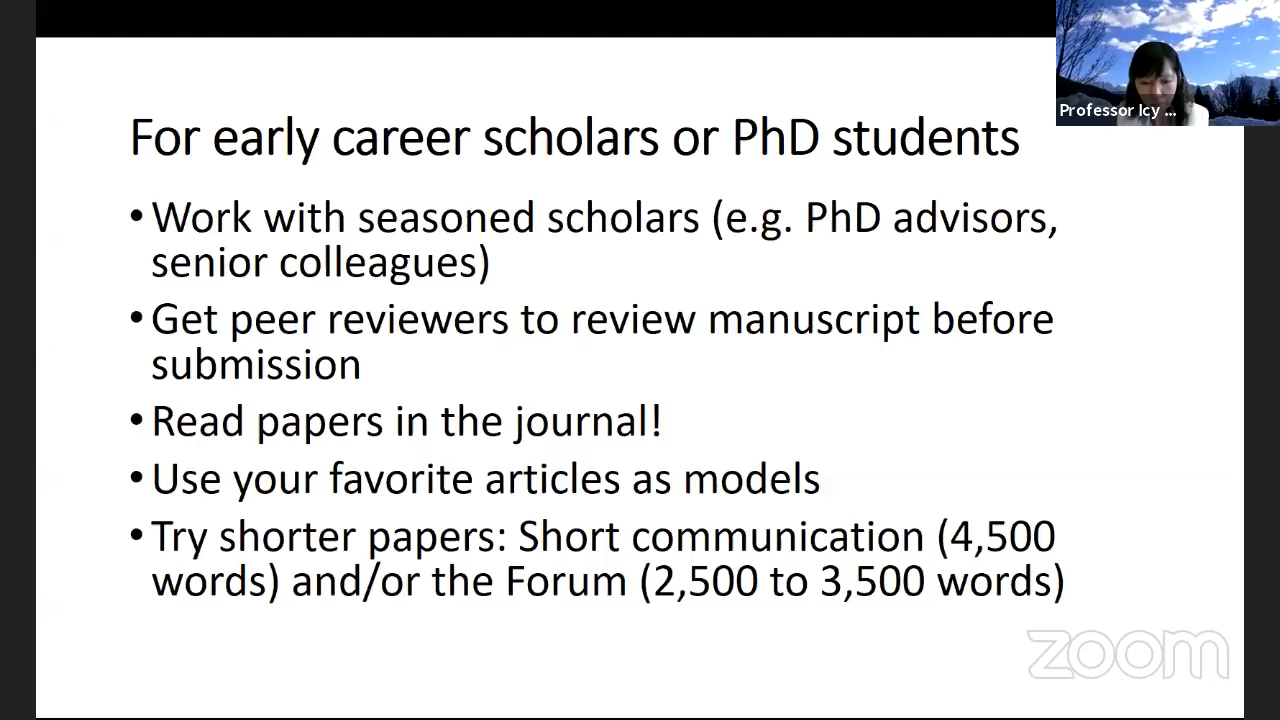 Professor Icy ...
For early career scholars or PhD students
• Work with seasoned scholars (e.g. PhD advisors,
senior colleagues)
• Get peer reviewers to review manuscript before
submission
• Read papers in the journal!
• Use your favorite articles as models
• Try shorter papers: Short communication (4,500
words) and/or the Forum (2,500 to 3,500 words)
zoom